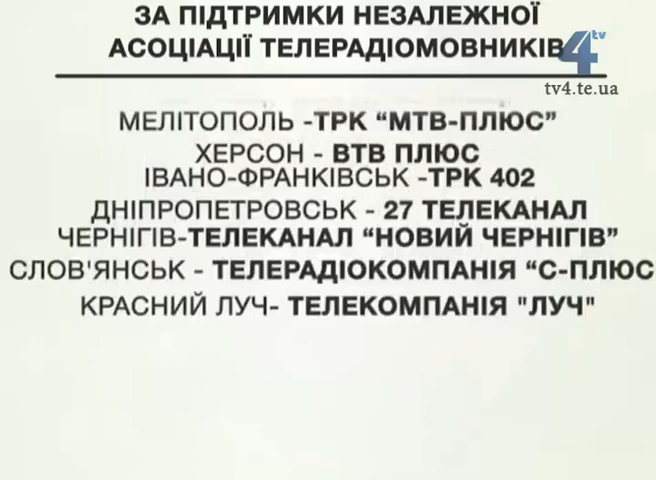 ЗА ПІДТРИМКИ НЕЗАЛЕЖНОЇ
АСОЦІАЦІЇ ТЕЛЕРАДІОМОВНИКІВ
4 tv
tv4.te.ua
МЕЛІТОПОЛЬ -ТРК “МТВ-ПЛЮС”
ХЕРСОН - ВТВ ПЛЮС
ІВАНО-ФРАНКІВСЬК -ТРК 402
ДНІПРОПЕТРОВСЬК - 27 ТЕЛЕКАНАЛ
ЧЕРНІГІВ-ТЕЛЕКАНАЛ “НОВИЙ ЧЕРНІГІВ”
СЛОВ'ЯНСЬК - ТЕЛЕРАДІОКОМПАНІЯ “С-ПЛЮС
КРАСНИЙ ЛУЧ- ТЕЛЕКОМПАНІЯ "ЛУЧ"